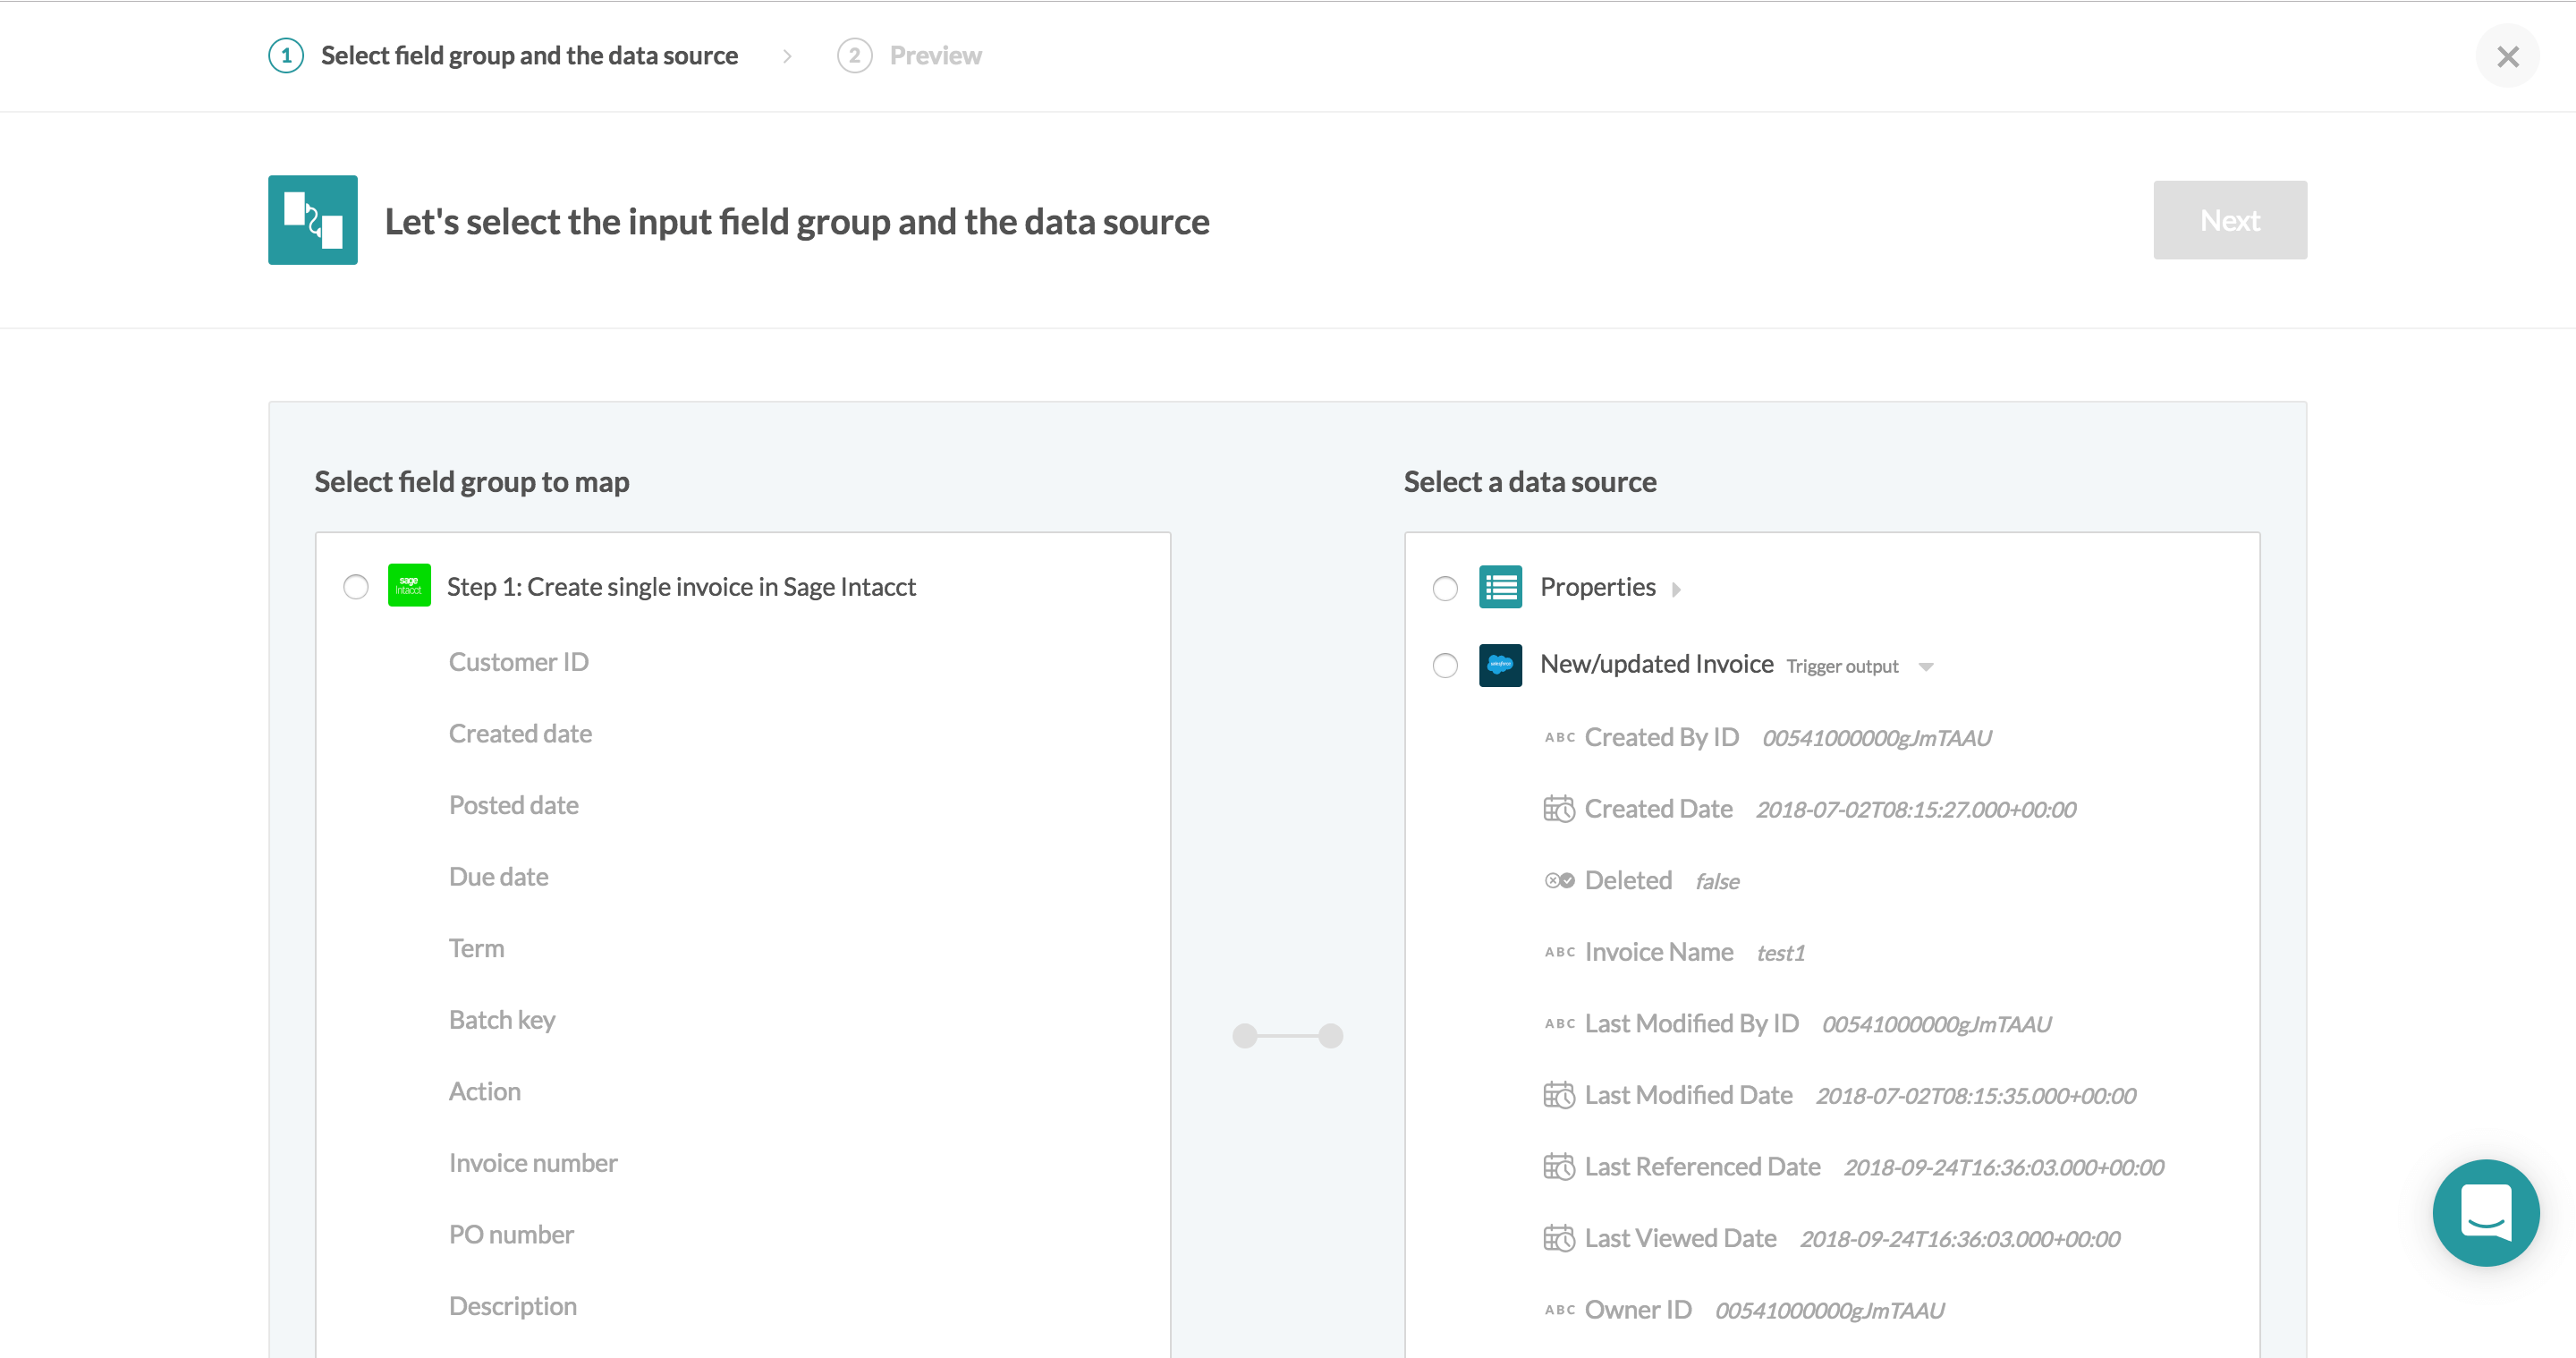 1 Select field group and the data source > 2 Preview
Let's select the input field group and the data source
Next
Select field group to map
sage
Intacct
Step 1: Create single invoice in Sage Intacct
Customer ID
Created date
Posted date
Due date
Term
Batch key
Action
Invoice number
PO number
Description
Select a data source
Properties
salesforce
New/updated Invoice Trigger output
ABC Created By ID 00541000000gJmTAAU
Created Date 2018-07-02T08:15:27.000+00:00
Deleted false
ABC Invoice Name test1
ABC Last Modified By ID 00541000000gJmTAAU
Last Modified Date 2018-07-02T08:15:35.000+00:00
Last Referenced Date 2018-09-24T16:36:03.000+00:00
Last Viewed Date 2018-09-24T16:36:03.000+00:00
ABC Owner ID 00541000000gJmTAAU